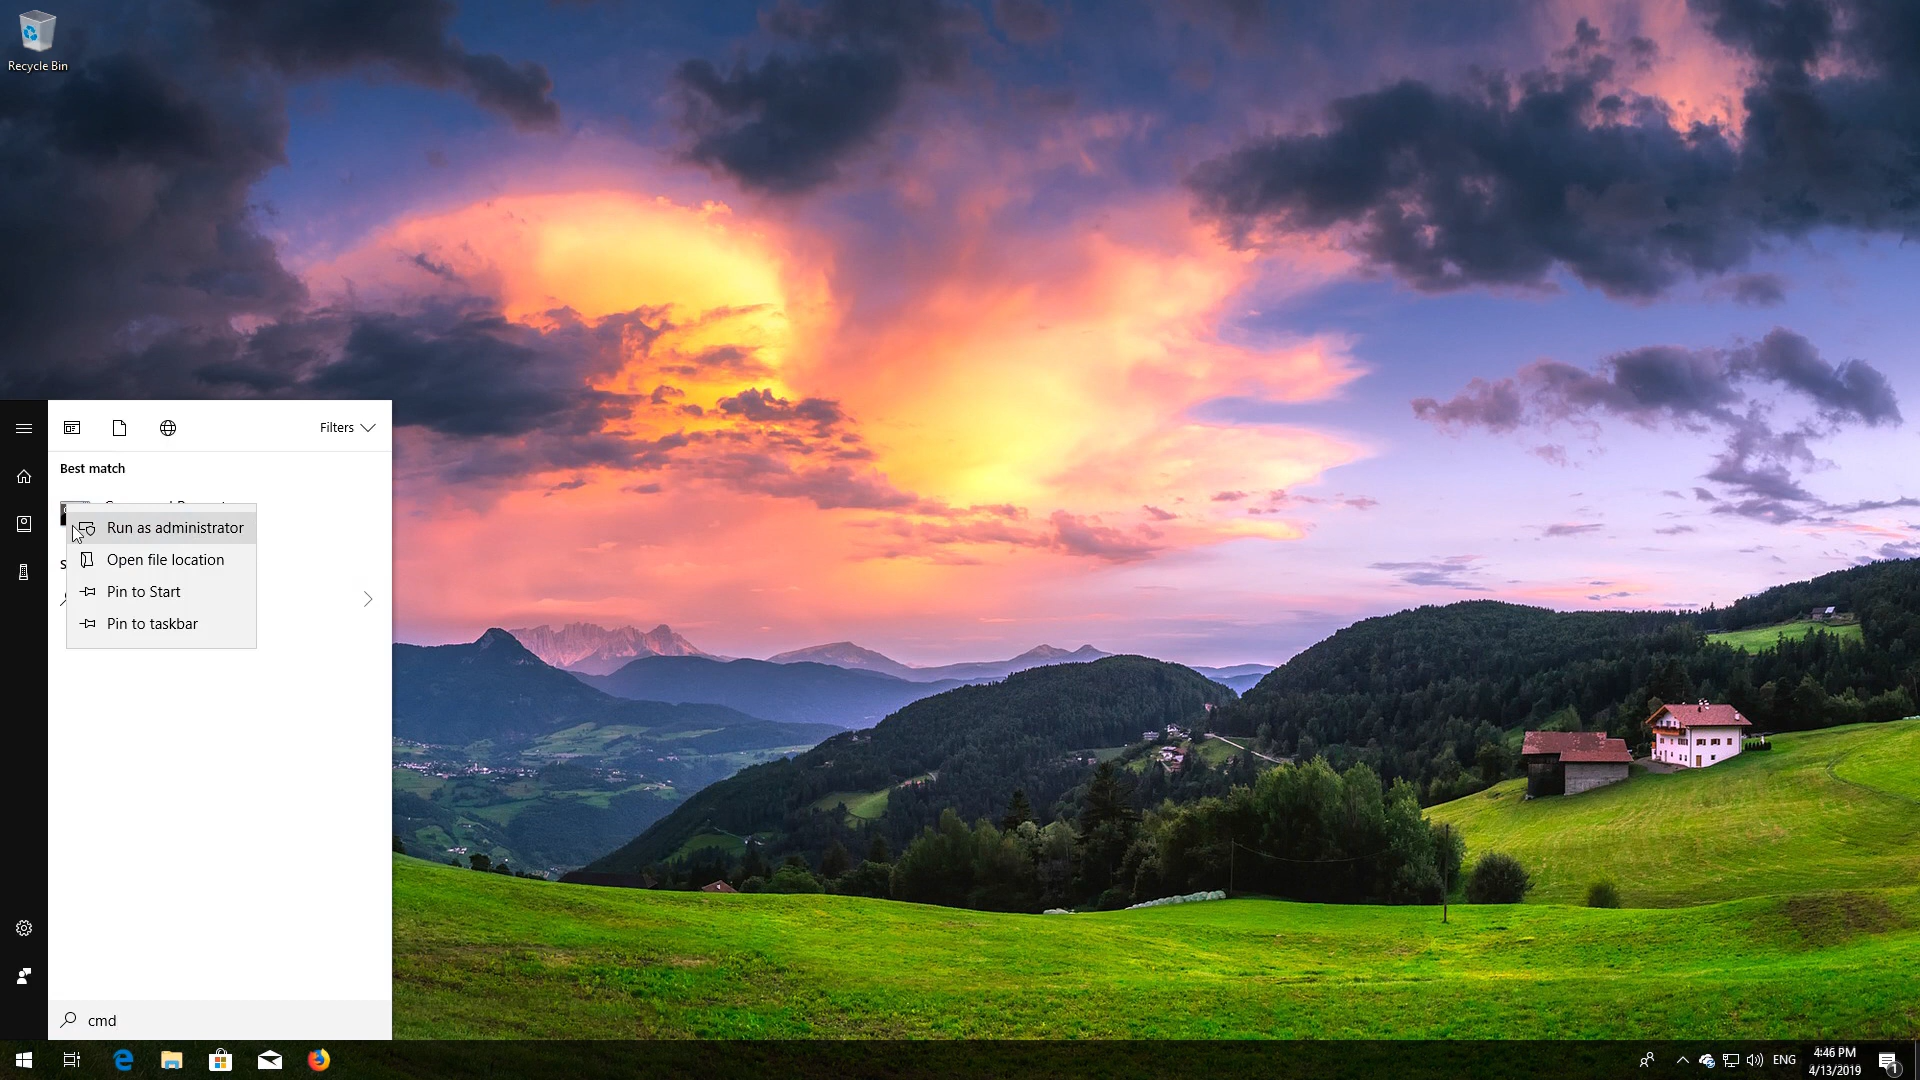 Recycle Bin
Filters
Best match
Run as administrator
Open file location
Pin to Start
Pin to taskbar
cmd
ENG
4:46 PM
4/13/2019
1